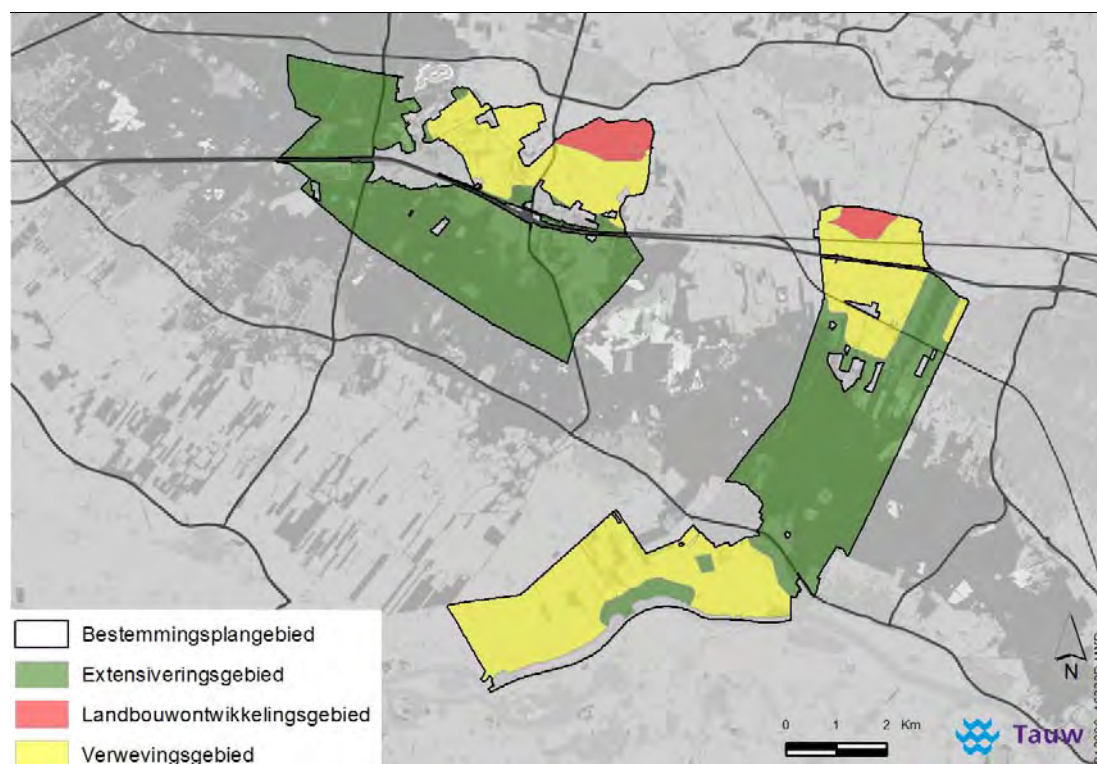 Bestemmingsplangebied
Extensiveringsgebied
Landbouwontwikkelingsgebied
Verwevingsgebied
0 1 2 Km
N
Tauw